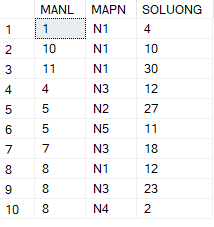 MANL MAPN SOLUONG
1 1 N1 4
2 10 N1 10
3 11 N1 30
4 4 N3 12
5 5 N2 27
6 5 N5 11
7 7 N3 18
8 8 N1 12
9 8 N3 23
10 8 N4 2